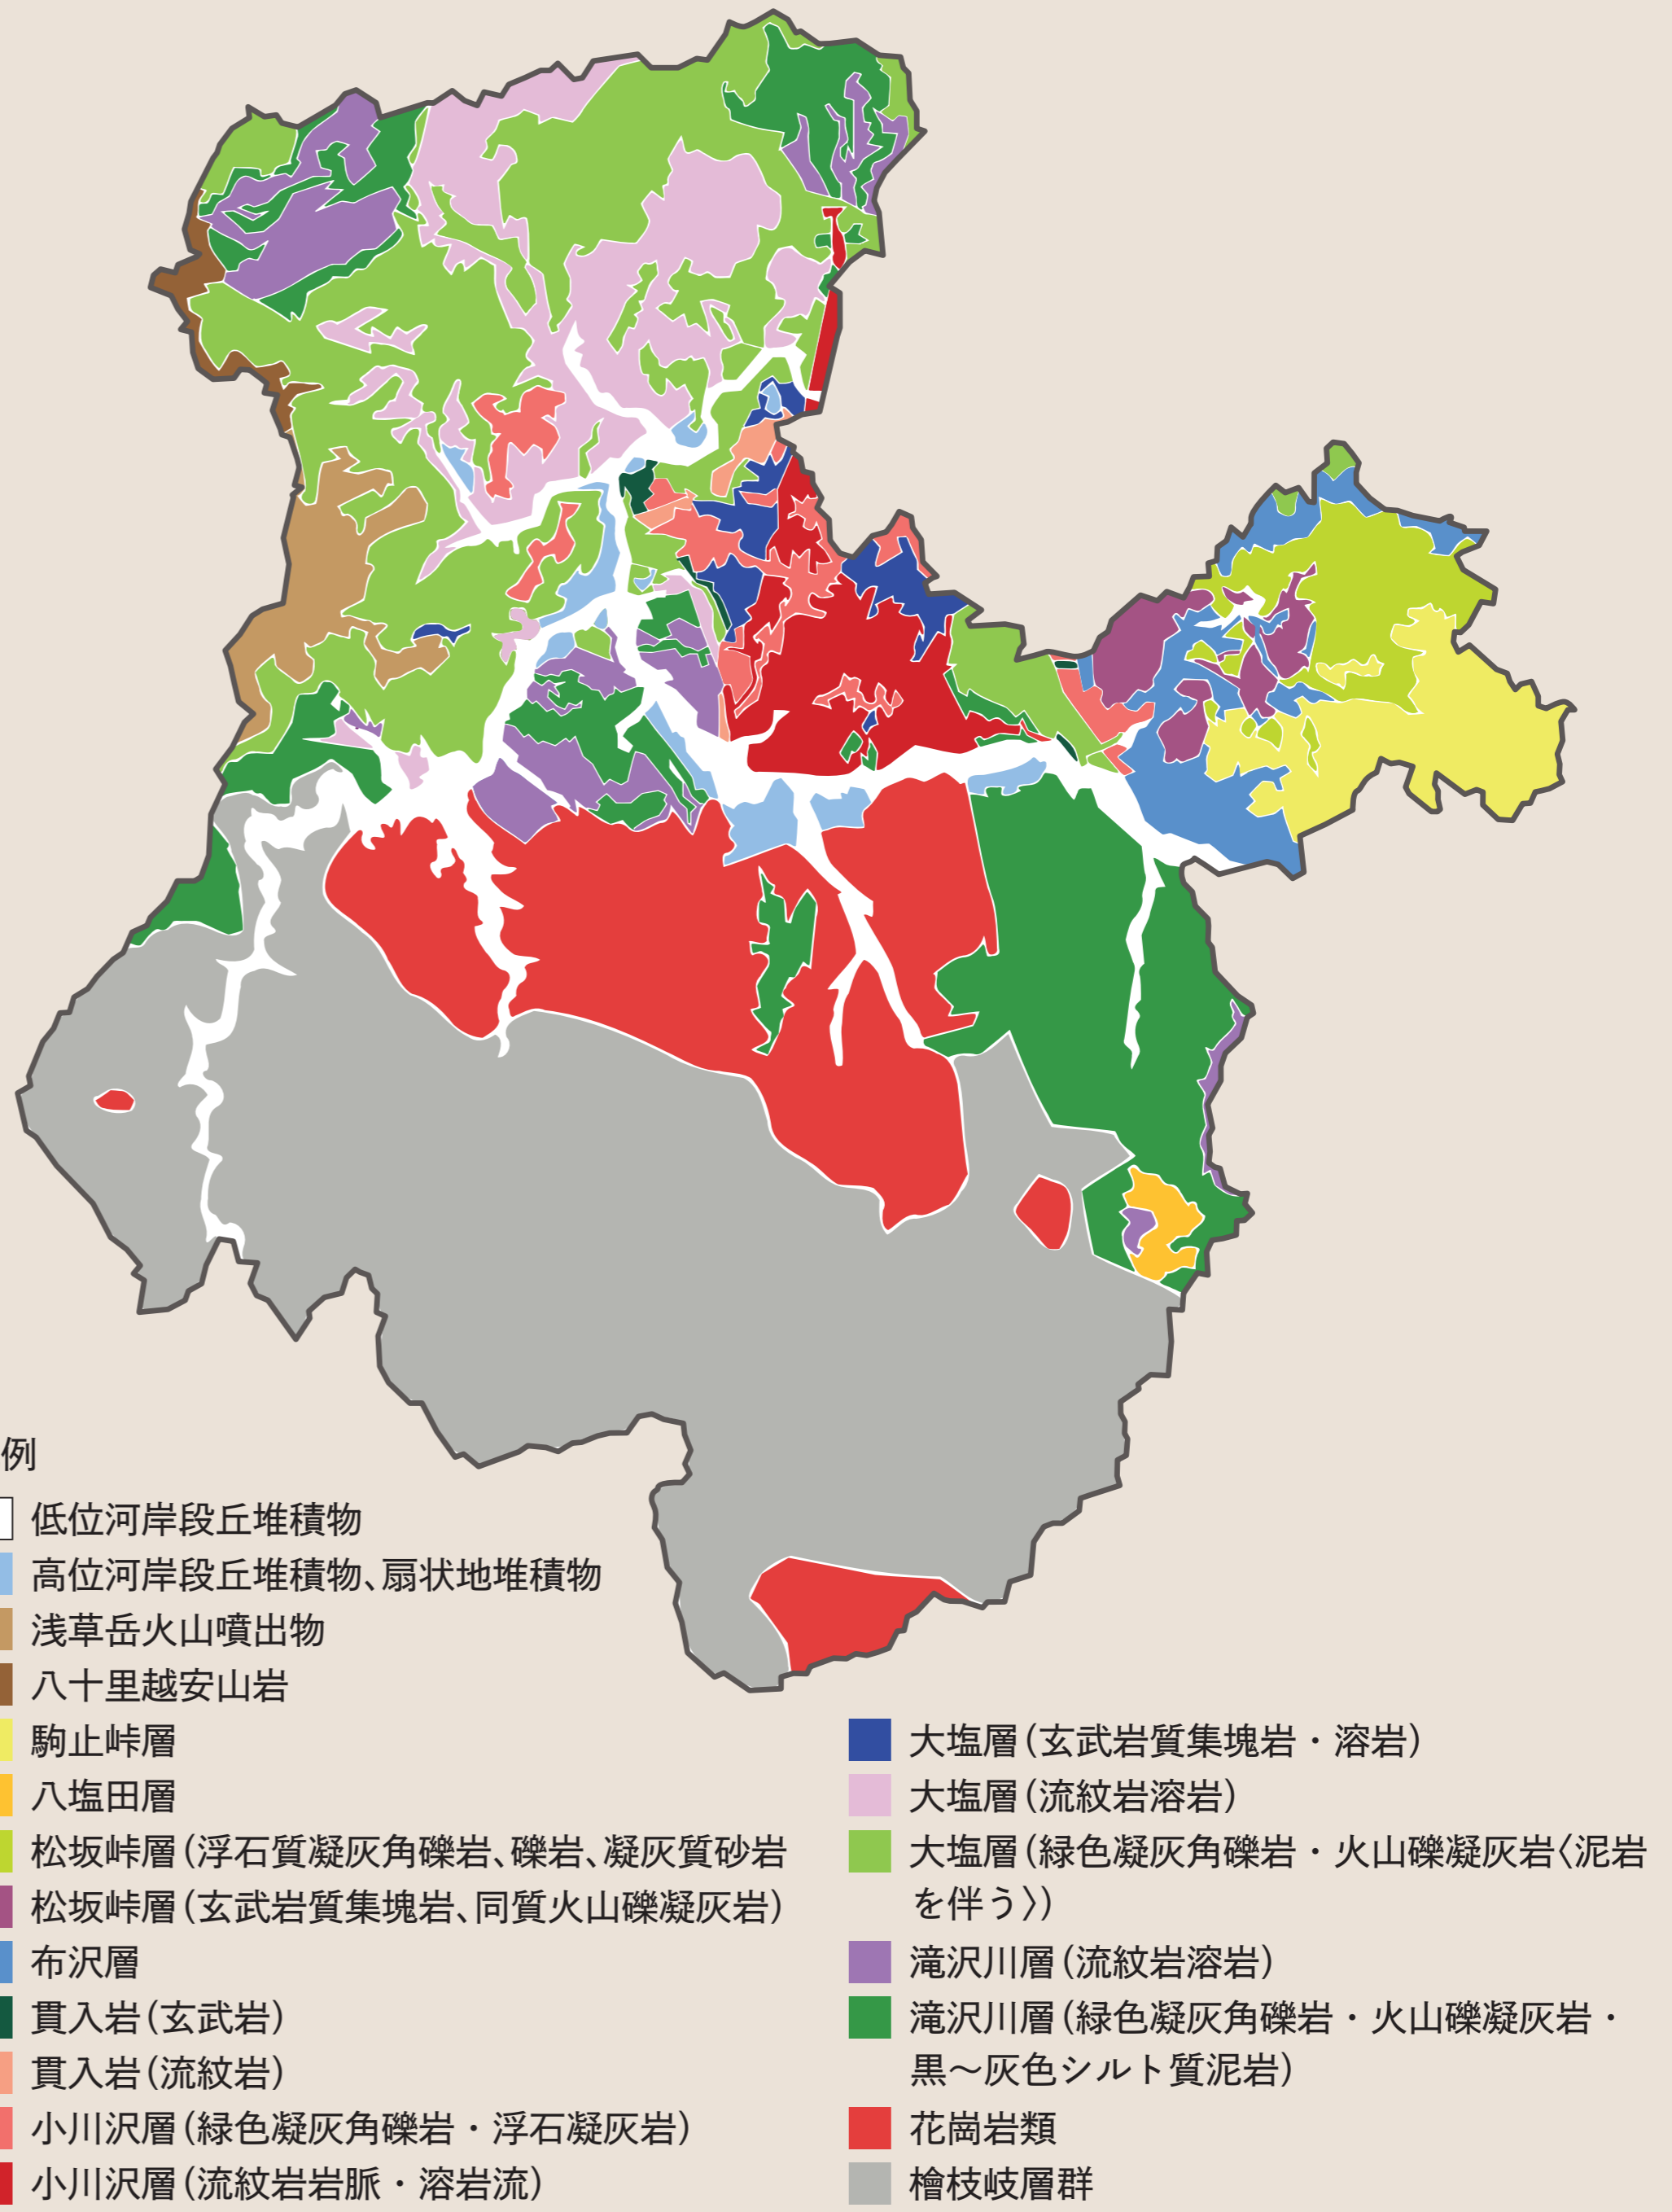 例
低位河岸段丘堆積物
高位河岸段丘堆積物、扇状地堆積物
浅草岳火山噴出物
八十里越安山岩
駒止峠層
八塩田層
松坂峠層(浮石質凝灰角礫岩、礫岩、凝灰質砂岩
松坂峠層(玄武岩質集塊岩、同質火山礫凝灰岩)
布沢層
貫入岩(玄武岩)
貫入岩(流紋岩)
小川沢層(緑色凝灰角礫岩・浮石凝灰岩)
小川沢層(流紋岩岩脈・溶岩流)
大塩層(玄武岩質集塊岩・溶岩)
大塩層(流紋岩溶岩)
大塩層(緑色凝灰角礫岩・火山礫凝灰岩〈泥岩
を伴う〉)
滝沢川層(流紋岩溶岩)
滝沢川層(緑色凝灰角礫岩・火山礫凝灰岩・
黒～灰色シルト質泥岩)
花崗岩類
檜枝岐層群